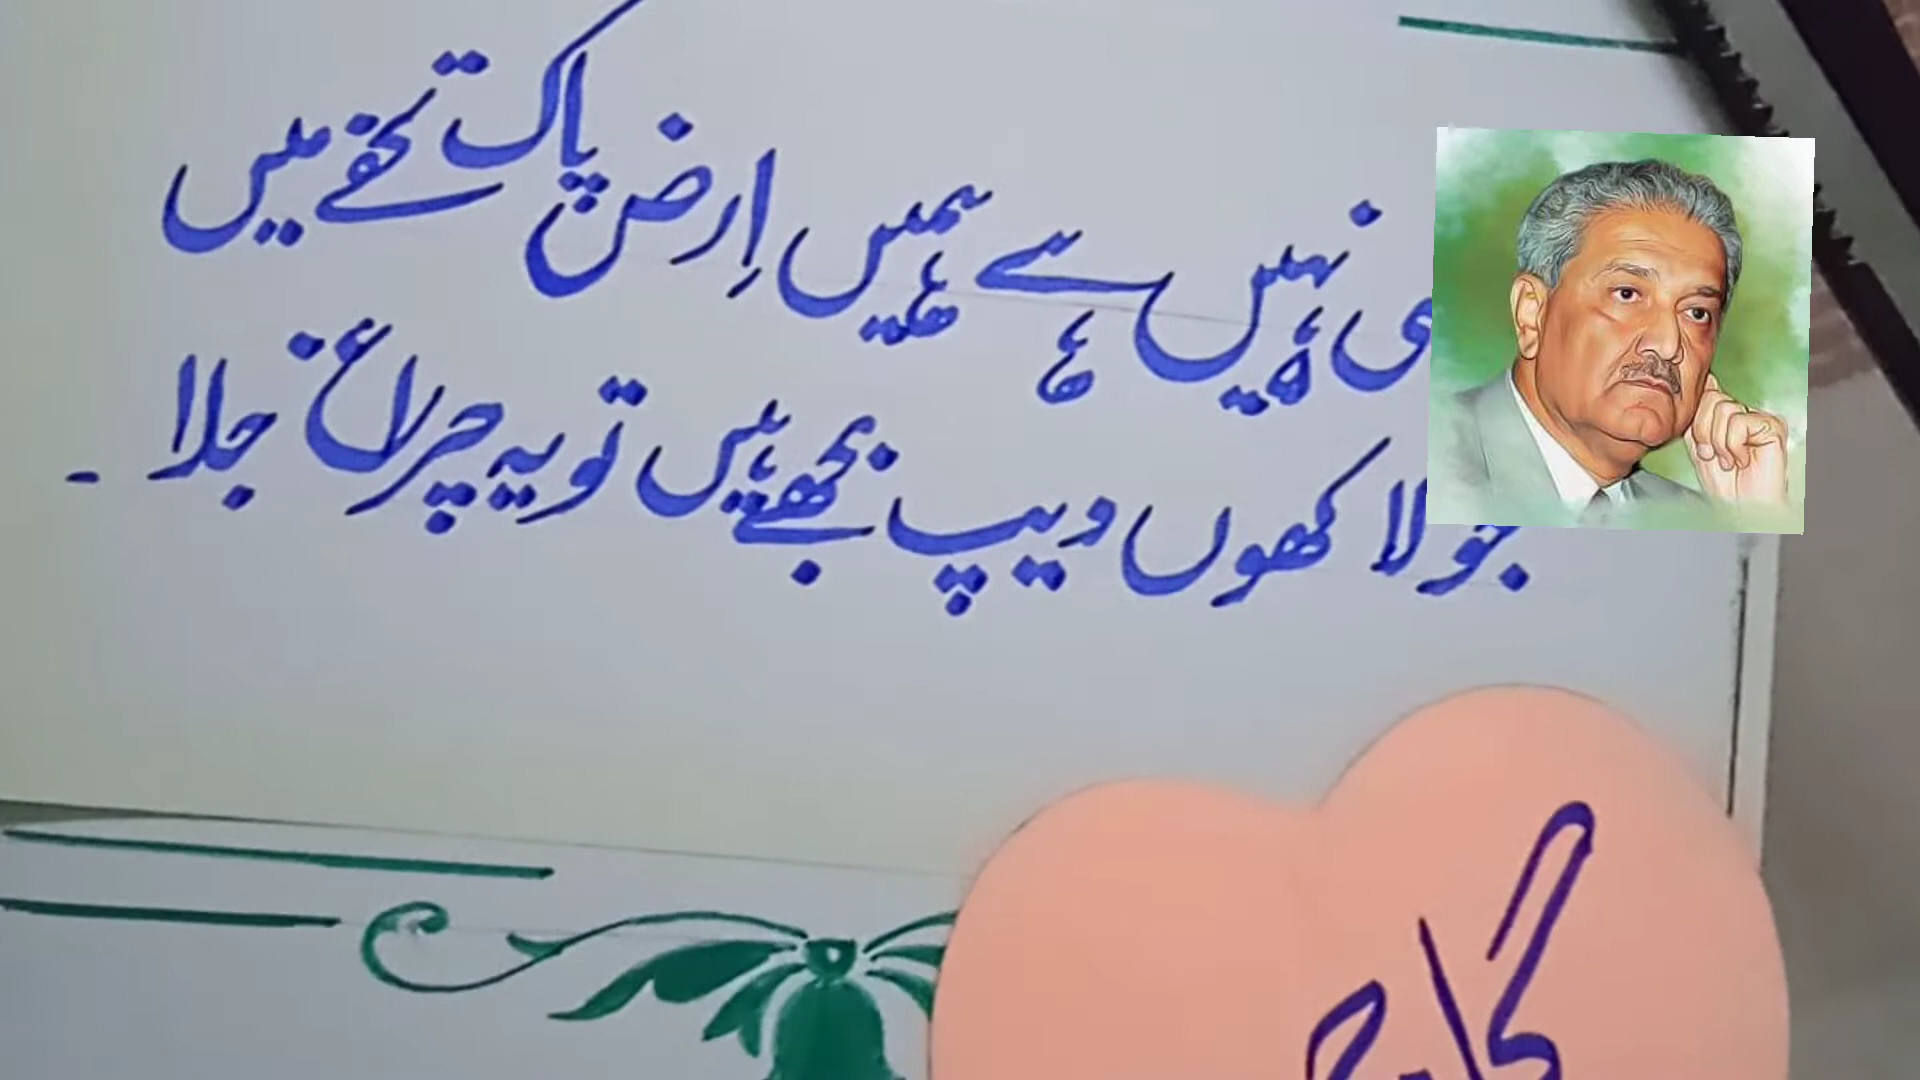 نہیں ہے ہمیں اِرض پاک تحفے میں
جو لاکھوں دیپ بجھے ہیں تو یہ چراغ جلا ۔